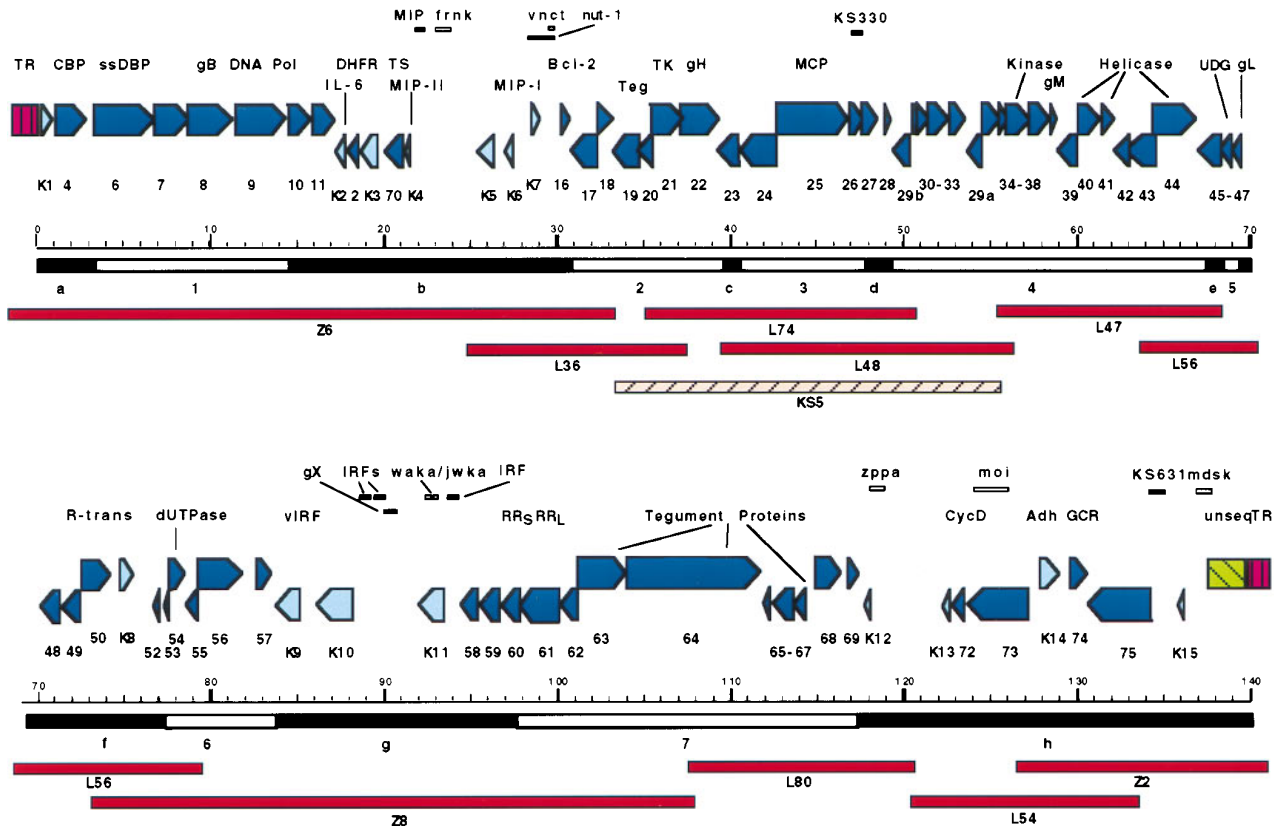 MIP frnk vnct nut-1 KS330
TR CBP ssDBP gB DNA Pol DHFR TS Bcl-2 TK gH MCP Kinase Helicase UDG gL
IL-6 MIP-II MIP-I Teg gM
K1 4 6 7 8 9 10 11 K2 2 K3 70 K4 K5 K6 K7 16 17 18 19 20 21 22 23 24 25 26 27 28 29b 30-33 29a 34-38 39 40 41 42 43 44 45-47
0 10 20 30 40 50 60 70
a 1 b 2 c 3 d 4 e 5
Z6 L74 L47
L36 L48 L56
KS5
gX IRFs waka/jwka IRF zppa moi KS631 mdsk
R-trans dUTPase vIRF RRS RRL Tegument Proteins CycD Adh GCR unseq TR
48 49 50 K8 52 53 54 55 56 57 K9 K10 K11 58 59 60 61 62 63 64 65-67 68 69 K12 K13 72 73 K14 74 75 K15
70 80 90 100 110 120 130 140
f 6 g 7 h
L56 L80 Z2
Z8 L54